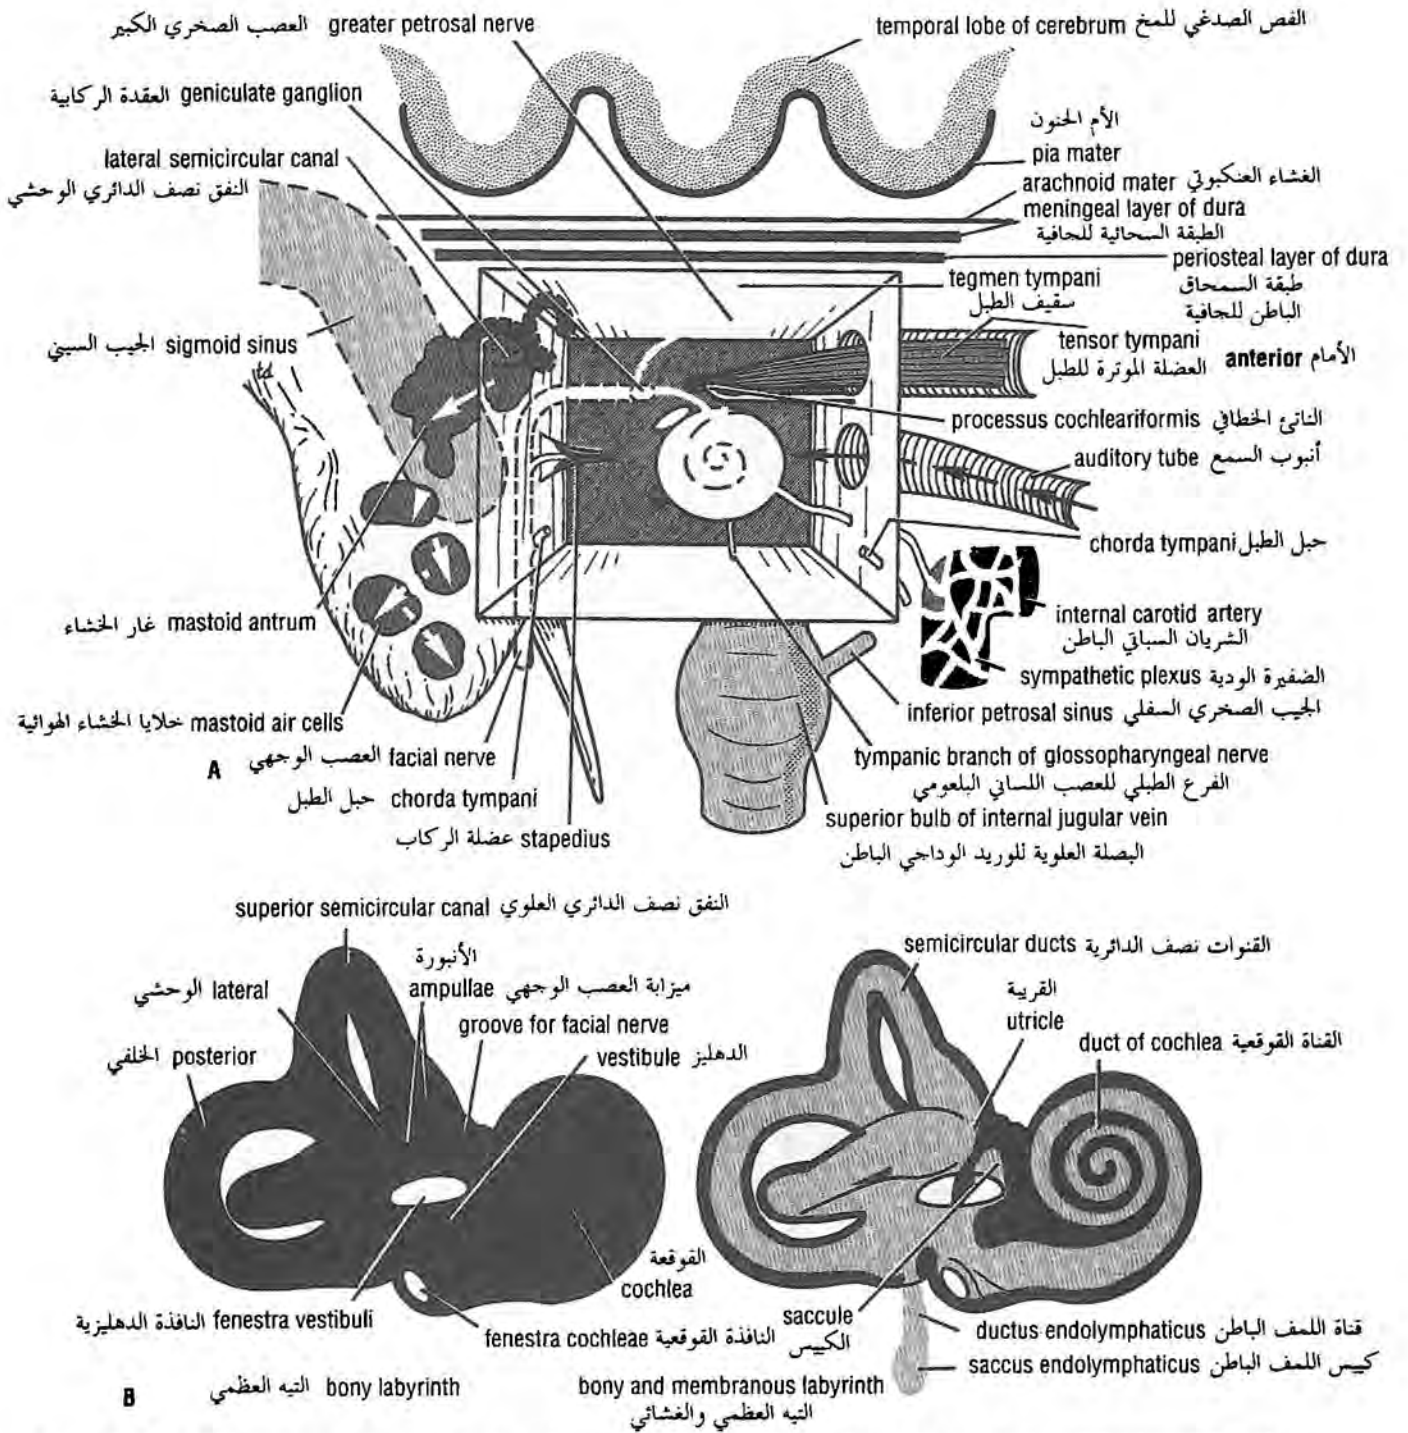 العصب الصخري الكبير greater petrosal nerve
temporal lobe of cerebrum الفص الصدغي للمخ
العقدة الركابية geniculate ganglion
الأم الحنون
pia mater
lateral semicircular canal
النفق نصف الدائري الوحشي
arachnoid mater الغشاء العنكبوتي
meningeal layer of dura
الطبقة السحائية للجافية
periosteal layer of dura
طبقة السمحاق
الباطن للجافية
tegmen tympani
سقيف الطبل
tensor tympani
العضلة الموترة للطبل
anterior الأمام
الجيب السيني sigmoid sinus
td
processus cochleariformis الناتئ الخطافي
auditory tube أنبوب السمع
chorda tympani حبل الطبل
internal carotid artery
الشريان السباتي الباطن
غار الخشاء mastoid antrum
sympathetic plexus الضفيرة الودية
inferior petrosal sinus الجيب الصخري السفلي
خلايا الخشاء الهوائية mastoid air cells
tympanic branch of glossopharyngeal nerve
الفرع الطبلي للعصب اللساني البلعومي
A
العصب الوجهي facial nerve
حبل الطبل chorda tympani
superior bulb of internal jugular vein
البصلة العلوية للوريد الوداجي الباطن
عضلة الركاب stapedius
superior semicircular canal النفق نصف الدائري العلوي
الأنبورة
ampullae
ميزابة العصب الوجهي
groove for facial nerve
الوحشي lateral
vestibule الدهليز
الخلفي posterior
القوقعة
cochlea
النافذة الدهليزية fenestra vestibuli
fenestra cochleae النافذة القوقعية
B
التيه العظمي bony labyrinth
semicircular ducts القنوات نصف الدائرية
القريبة
utricle
duct of cochlea القناة القوقعية
saccule
الكييس
ductus endolymphaticus قناة اللمف الباطن
saccus endolymphaticus كييس اللمف الباطن
bony and membranous labyrinth
التيه العظمي والغشائي